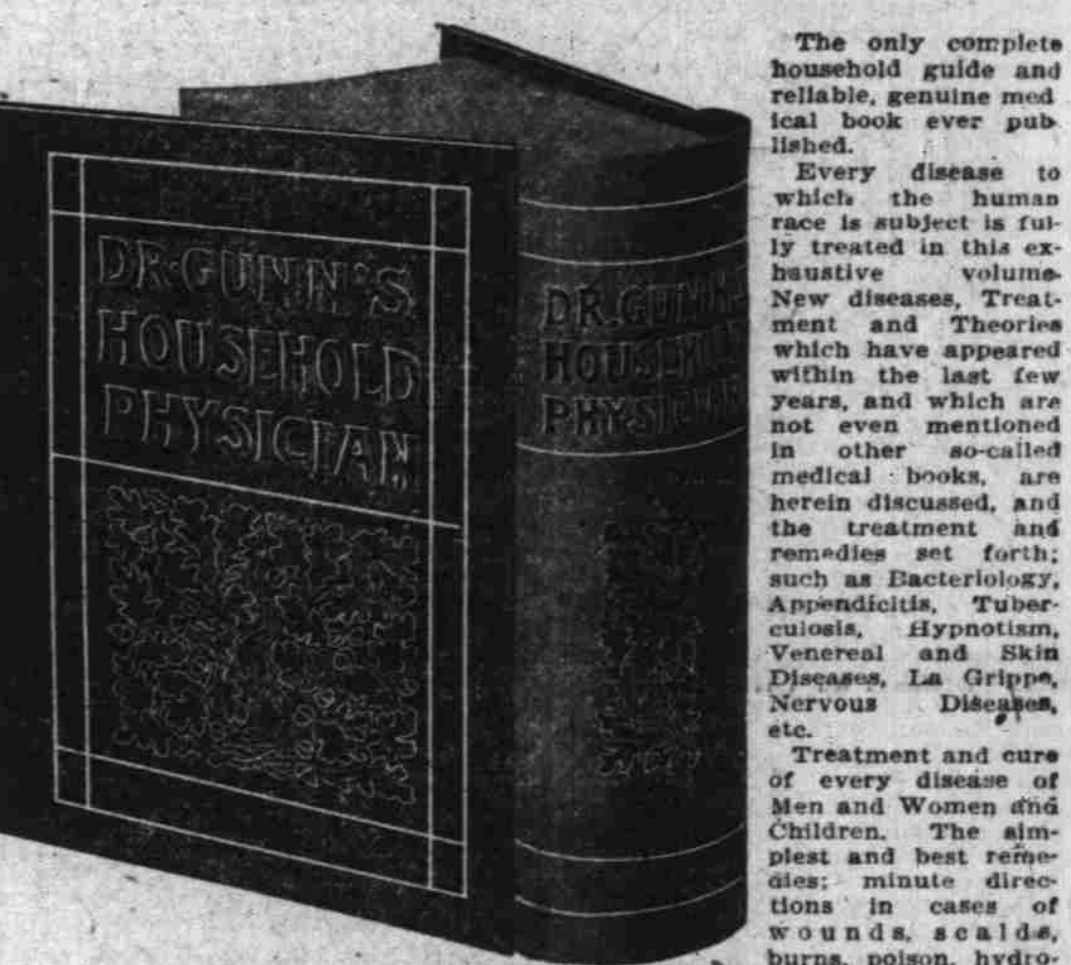 DR. GUNN'S
HOUSEHOLD
PHYSICIAN
DR. GUNN
HOUSEHOL
PHYSICIAN
The only complete
household guide and
reliable, genuine med
ical book ever pub
lished.
Every disease to
which the human
race is subject is ful-
ly treated in this ex-
haustive volume.
New diseases, Treat-
ment and Theories
which have appeared
within the last few
years, and which are
not even mentioned
in other so-called
medical books, are
herein discussed, and
the treatment and
remedies set forth;
such as Bacteriology,
Appendicitis, Tuber-
culosis, Hypnotism,
Venereal and Skin
Diseases, La Grippe,
Nervous Diseases,
etc.
Treatment and cure
of every disease of
Men and Women and
Children. The sim-
plest and best reme-
dies; minute direc-
tions in cases of
wounds, scalds,
burns, poison, hydro-